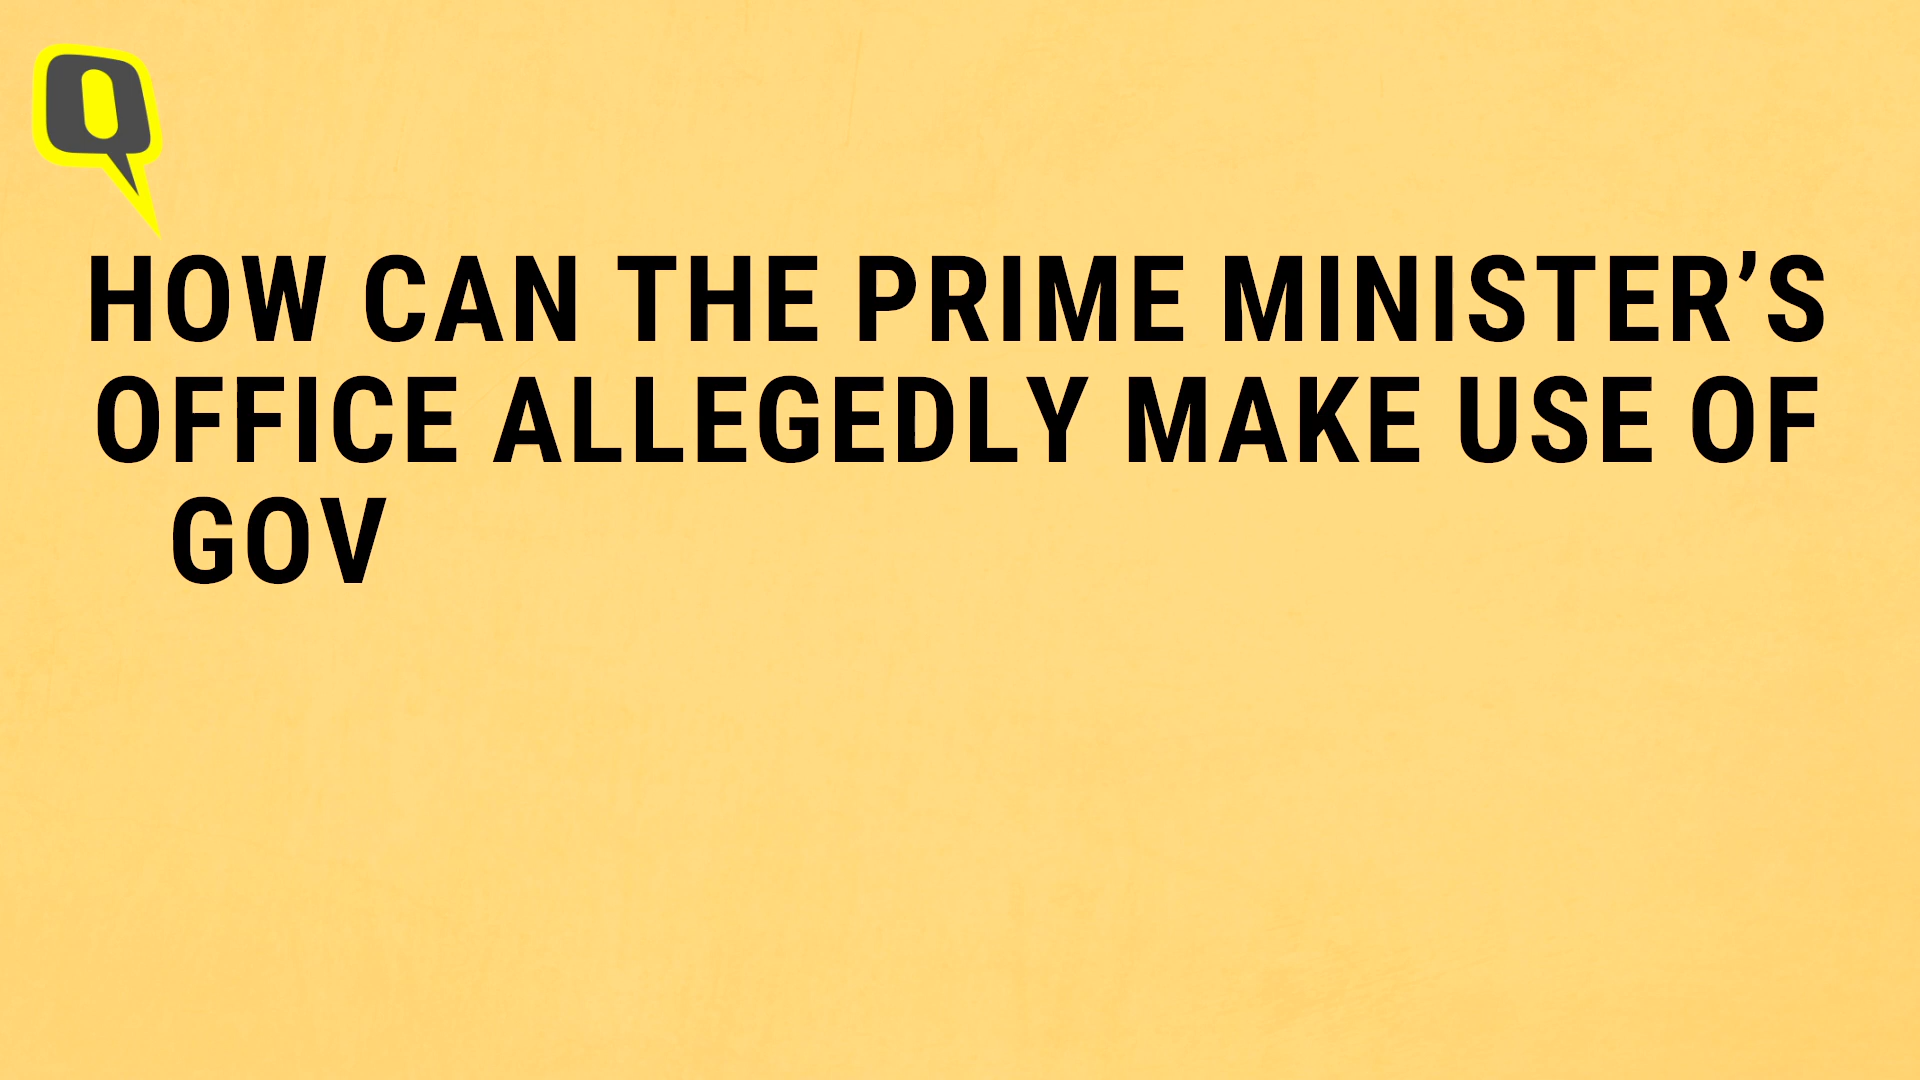 Q
HOW CAN THE PRIME MINISTER’S
OFFICE ALLEGEDLY MAKE USE OF
GOV